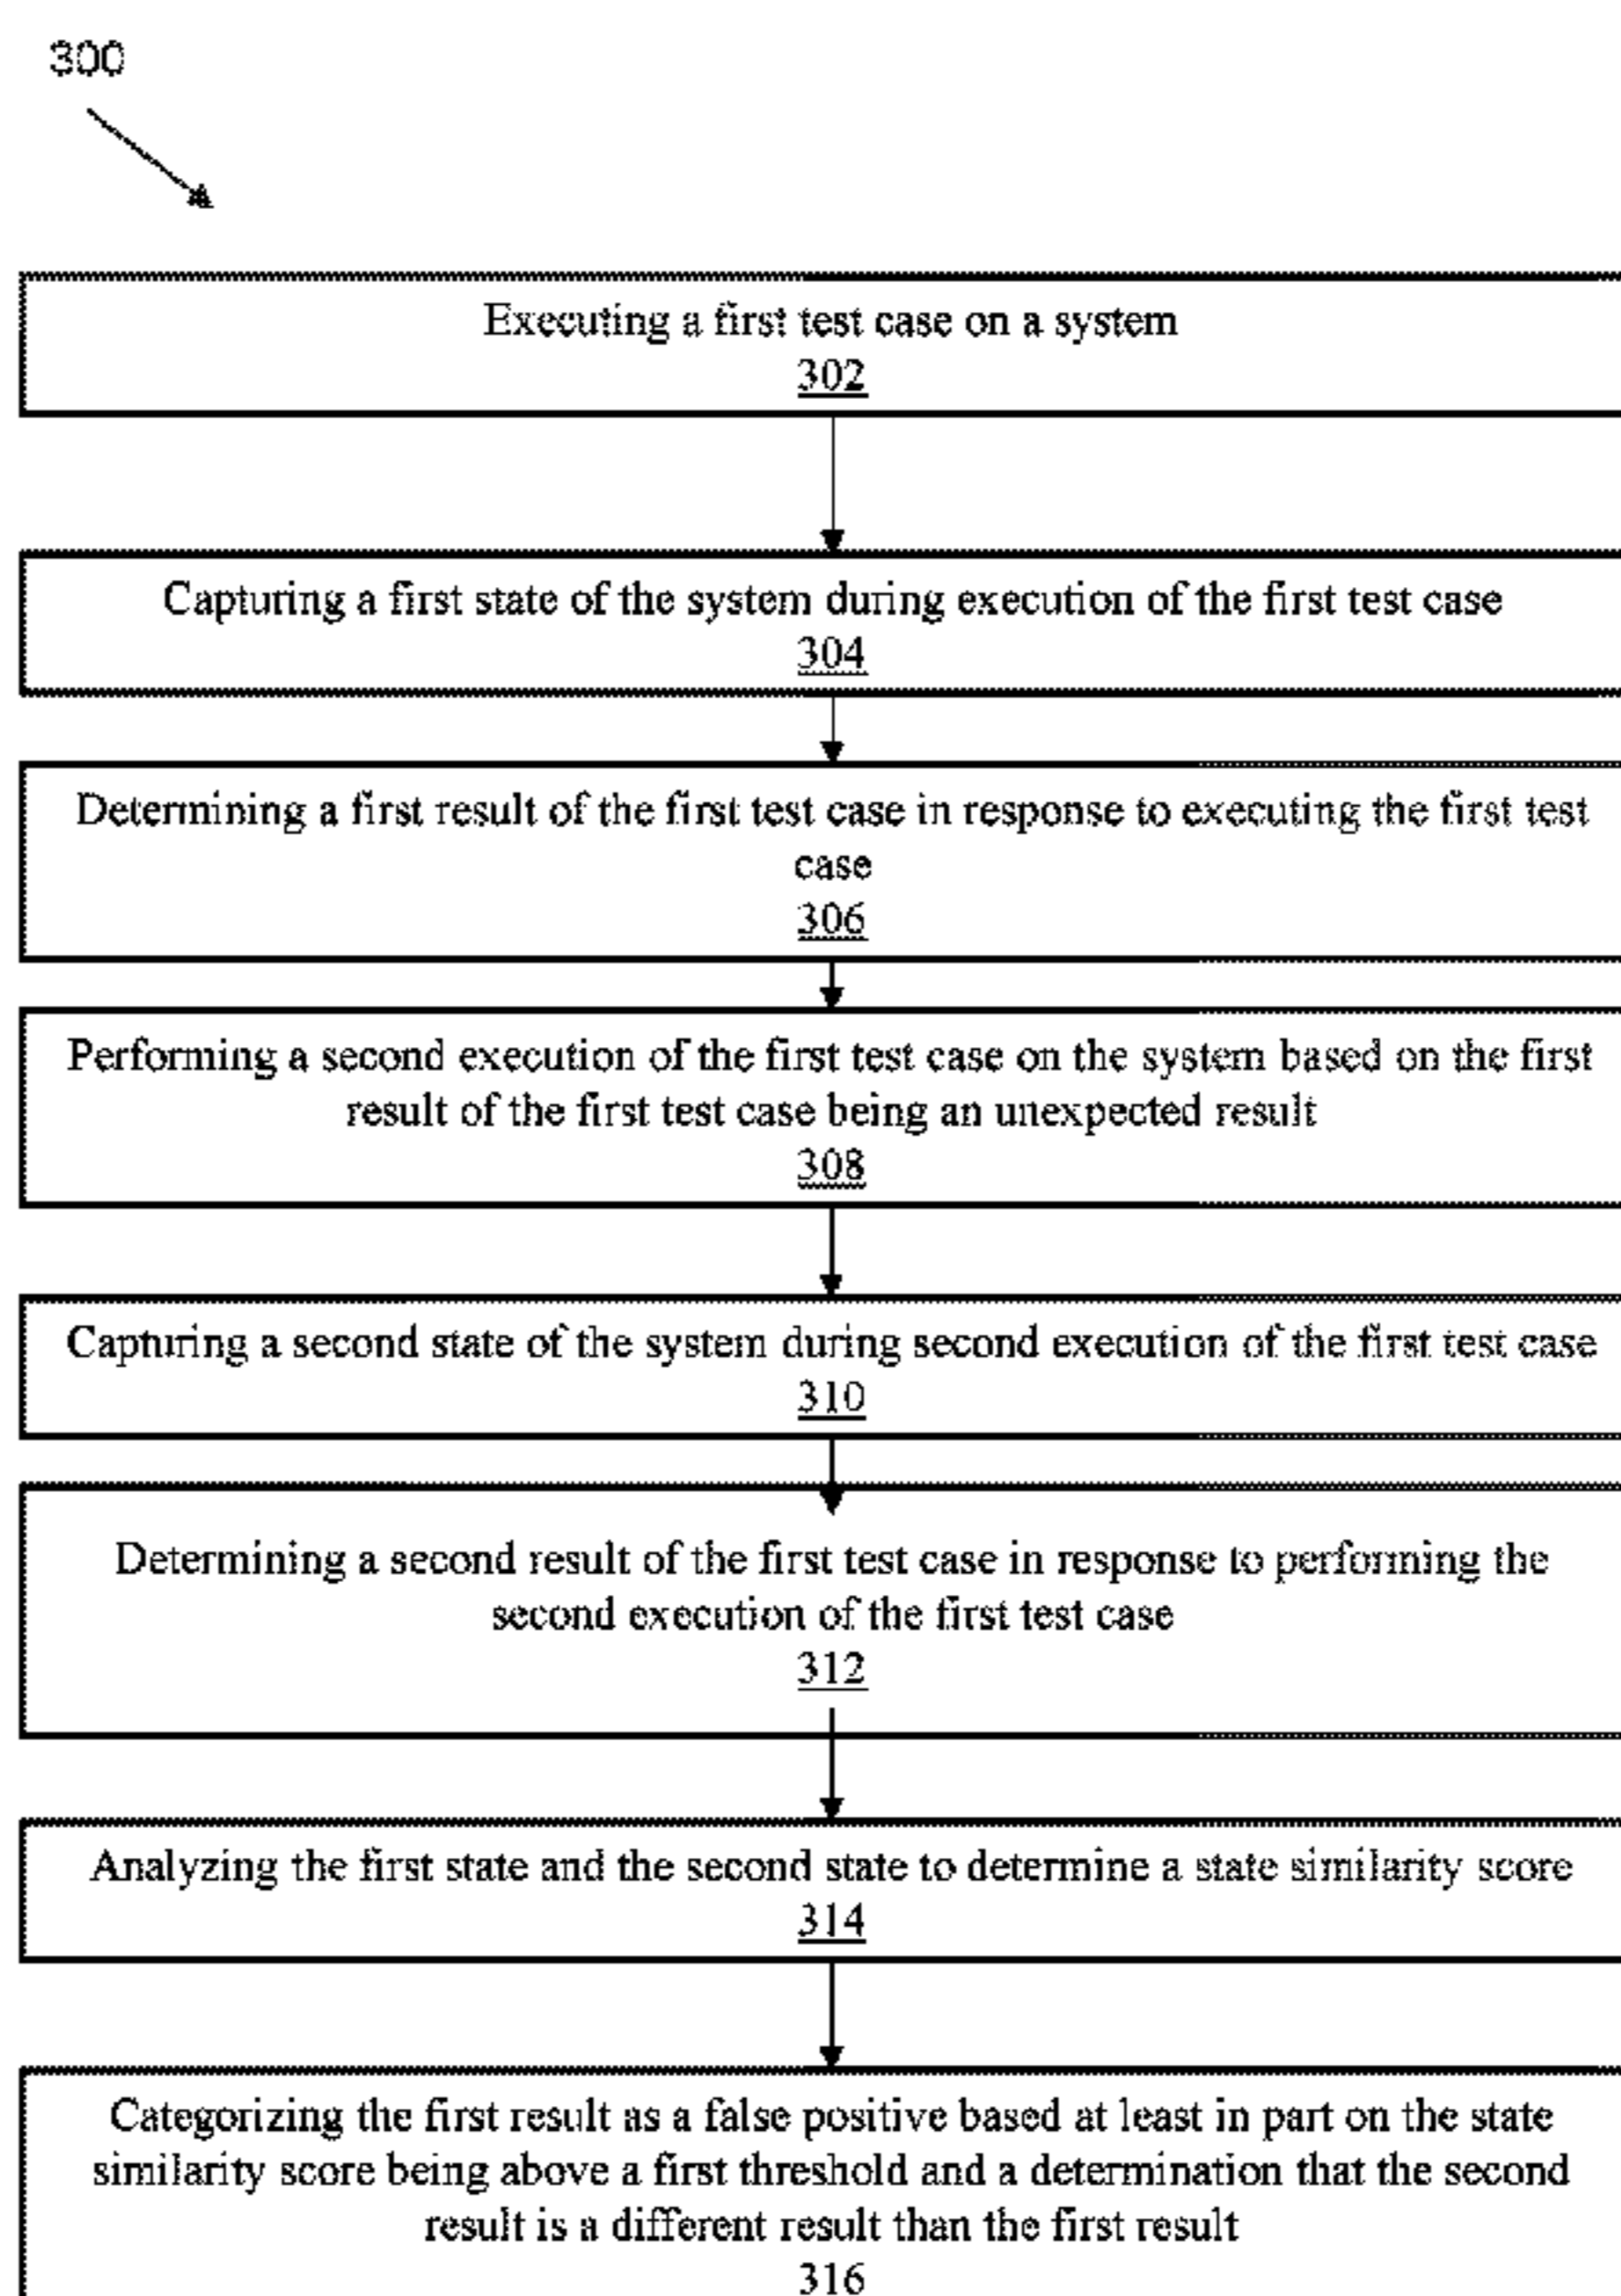 300
Executing a first test case on a system
302
Capturing a first state of the system during execution of the first test case
304
Determining a first result of the first test case in response to executing the first test
case
306
Performing a second execution of the first test case on the system based on the first
result of the first test case being an unexpected result
308
Capturing a second state of the system during second execution of the first test case
310
Determining a second result of the first test case in response to performing the
second execution of the first test case
312
Analyzing the first state and the second state to determine a state similarity score
314
Categorizing the first result as a false positive based at least in part on the state
similarity score being above a first threshold and a determination that the second
result is a different result than the first result
316